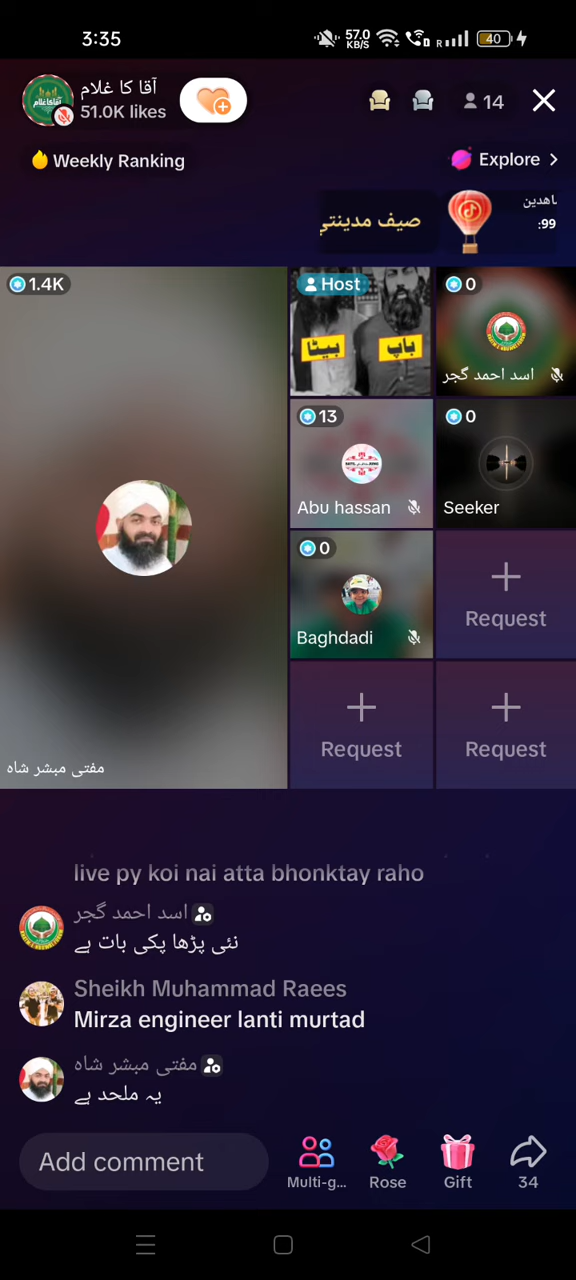 3:35
57.0
KB/S
R
40
آقا کا غلام
51.0K likes
14
Weekly Ranking
Explore
صیف مدینتي
ناهدین
99:
1.4K
Host
بیٹا
باپ
0
اسد احمد گجر
13
Abu hassan
0
Seeker
0
Baghdadi
Request
Request
Request
مفتی مبشر شاہ
live py koi nai atta bhonktay raho
اسد احمد گجر
نئی پڑھا پکی بات ہے
Sheikh Muhammad Raees
Mirza engineer lanti murtad
مفتی مبشر شاہ
یہ ملحد ہے
Add comment
Multi-g...
Rose
Gift
34